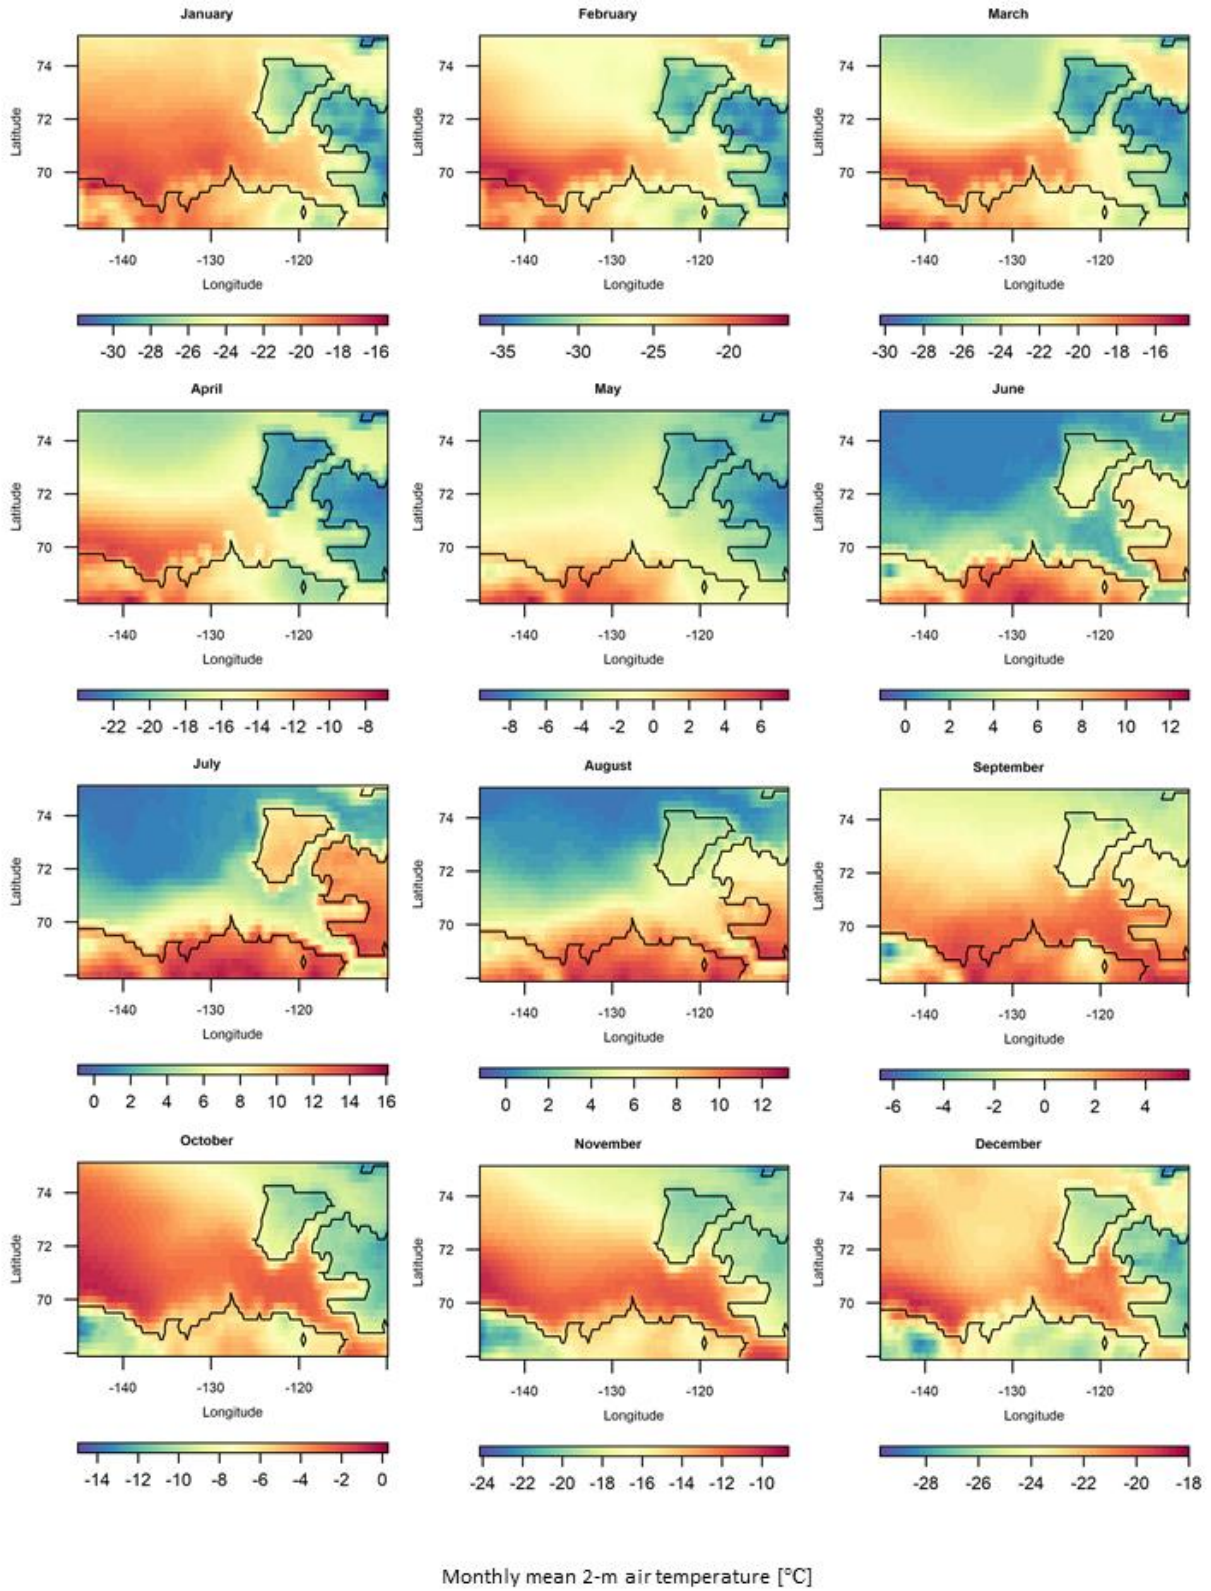 January February March
74 74 74
Latitude Latitude Latitude
72 72 72
70 70 70
-140 -130 -120 -140 -130 -120 -140 -130 -120
Longitude Longitude Longitude
-30 -28 -26 -24 -22 -20 -18 -16 -35 -30 -25 -20 -30 -28 -26 -24 -22 -20 -18 -16
April May June
74 74 74
Latitude Latitude Latitude
72 72 72
70 70 70
-140 -130 -120 -140 -130 -120 -140 -130 -120
Longitude Longitude Longitude
-22 -20 -18 -16 -14 -12 -10 -8 -8 -6 -4 -2 0 2 4 6 0 2 4 6 8 10 12
July August September
74 74 74
Latitude Latitude Latitude
72 72 72
70 70 70
-140 -130 -120 -140 -130 -120 -140 -130 -120
Longitude Longitude Longitude
0 2 4 6 8 10 12 14 16 0 2 4 6 8 10 12 -6 -4 -2 0 2 4
October November December
74 74 74
Latitude Latitude Latitude
72 72 72
70 70 70
-140 -130 -120 -140 -130 -120 -140 -130 -120
Longitude Longitude Longitude
-14 -12 -10 -8 -6 -4 -2 0 -24 -22 -20 -18 -16 -14 -12 -10 -28 -26 -24 -22 -20 -18
Monthly mean 2-m air temperature [°C]